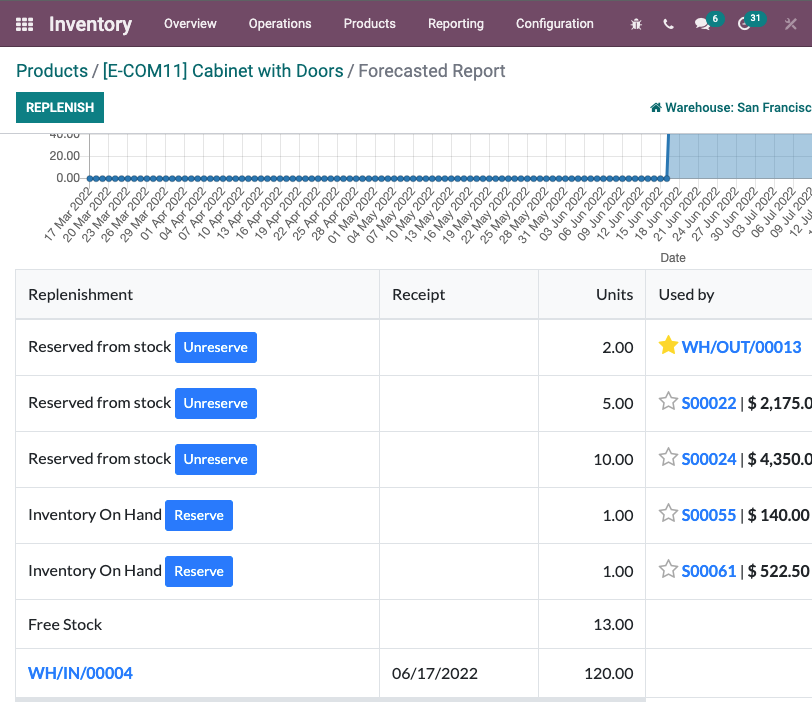 Inventory Overview Operations Products Reporting Configuration 6 31
Products / [E-COM11] Cabinet with Doors / Forecasted Report
REPLENISH
Warehouse: San Francisc
40.00
20.00
0.00
17 Mar 2022 20 Mar 2022 23 Mar 2022 26 Mar 2022 29 Mar 2022 01 Apr 2022 04 Apr 2022 07 Apr 2022 10 Apr 2022 13 Apr 2022 16 Apr 2022 19 Apr 2022 22 Apr 2022 25 Apr 2022 28 Apr 2022 01 May 2022 04 May 2022 07 May 2022 10 May 2022 13 May 2022 16 May 2022 19 May 2022 22 May 2022 25 May 2022 28 May 2022 31 May 2022 03 Jun 2022 06 Jun 2022 09 Jun 2022 12 Jun 2022 15 Jun 2022 18 Jun 2022 21 Jun 2022 24 Jun 2022 27 Jun 2022 30 Jun 2022 03 Jul 2022 06 Jul 2022 09 Jul 2022 12 Jul
Date
Replenishment Receipt Units Used by
Reserved from stock Unreserve 2.00 WH/OUT/00013
Reserved from stock Unreserve 5.00 S00022 | $ 2,175.0
Reserved from stock Unreserve 10.00 S00024 | $ 4,350.0
Inventory On Hand Reserve 1.00 S00055 | $ 140.00
Inventory On Hand Reserve 1.00 S00061 | $ 522.50
Free Stock 13.00
WH/IN/00004 06/17/2022 120.00